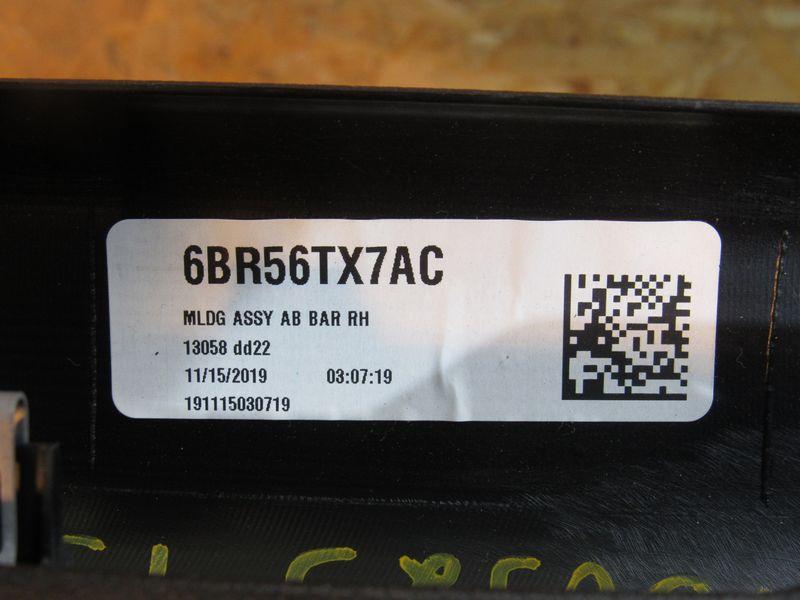 6BR56TX7AC
MLDG ASSY AB BAR RH
13058 dd22
11/15/2019 03:07:19
191115030719